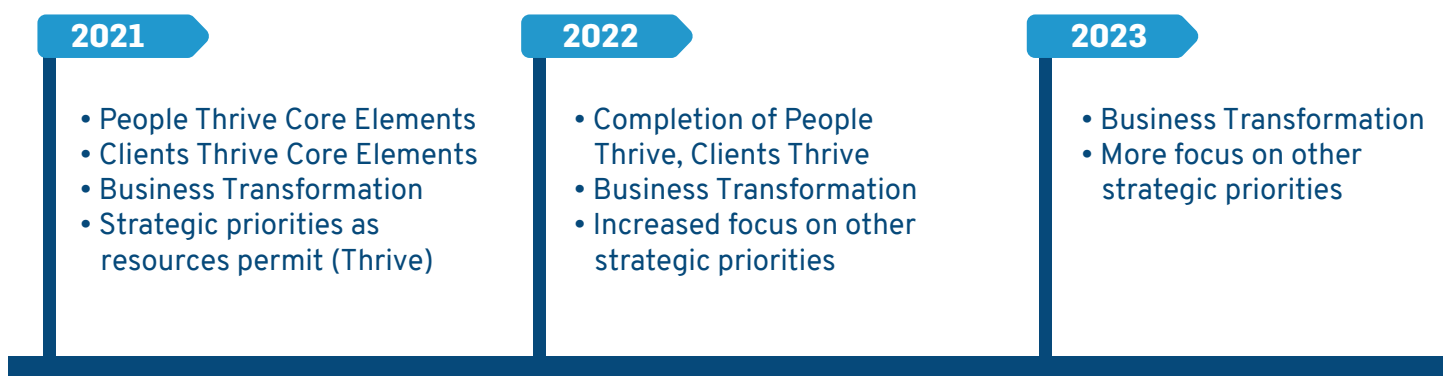 2021
• People Thrive Core Elements
• Clients Thrive Core Elements
• Business Transformation
• Strategic priorities as
resources permit (Thrive)
2022
• Completion of People
Thrive, Clients Thrive
• Business Transformation
• Increased focus on other
strategic priorities
2023
• Business Transformation
• More focus on other
strategic priorities